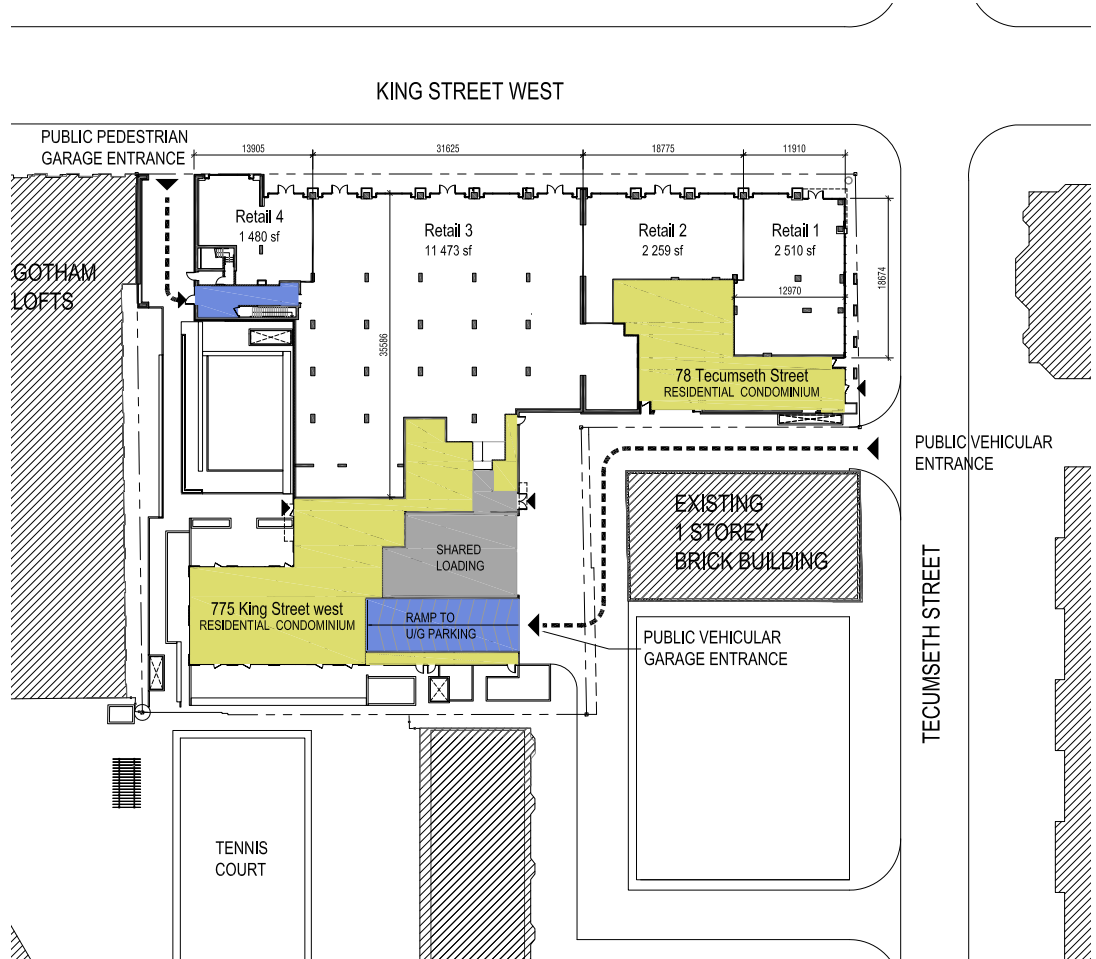 KING STREET WEST
PUBLIC PEDESTRIAN
GARAGE ENTRANCE
13905
31625
18775
11910
Retail 4
1 480 sf
Retail 3
11 473 sf
Retail 2
2 259 sf
Retail 1
2 510 sf
GOTHAM
LOFTS
18674
12970
35586
78 Tecumseth Street
RESIDENTIAL CONDOMINIUM
PUBLIC VEHICULAR
ENTRANCE
EXISTING
1 STOREY
BRICK BUILDING
SHARED
LOADING
TECUMSETH STREET
775 King Street west
RESIDENTIAL CONDOMINIUM
RAMP TO
U/G PARKING
PUBLIC VEHICULAR
GARAGE ENTRANCE
TENNIS
COURT